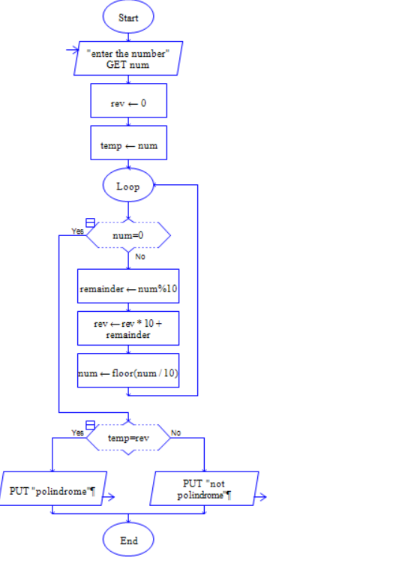 Start
"enter the number"
GET num
rev ← 0
temp ← num
Loop
Yes
num=0
No
remainder ← num%10
rev ← rev * 10 +
remainder
num ← floor(num / 10)
Yes
temp=rev
No
PUT "polindrome"¶
PUT "not
polindrome"¶
End